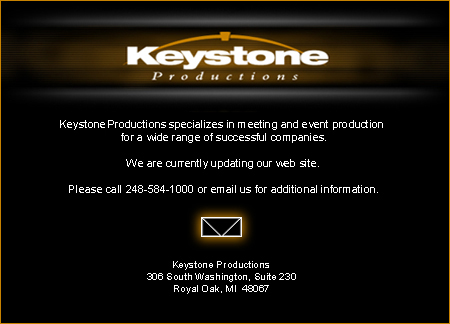 Keystone
Productions
Keystone Productions specializes in meeting and event production
for a wide range of successful companies.
We are currently updating our web site.
Please call 248-584-1000 or email us for additional information.
Keystone Productions
306 South Washington, Suite 230
Royal Oak, MI 48067